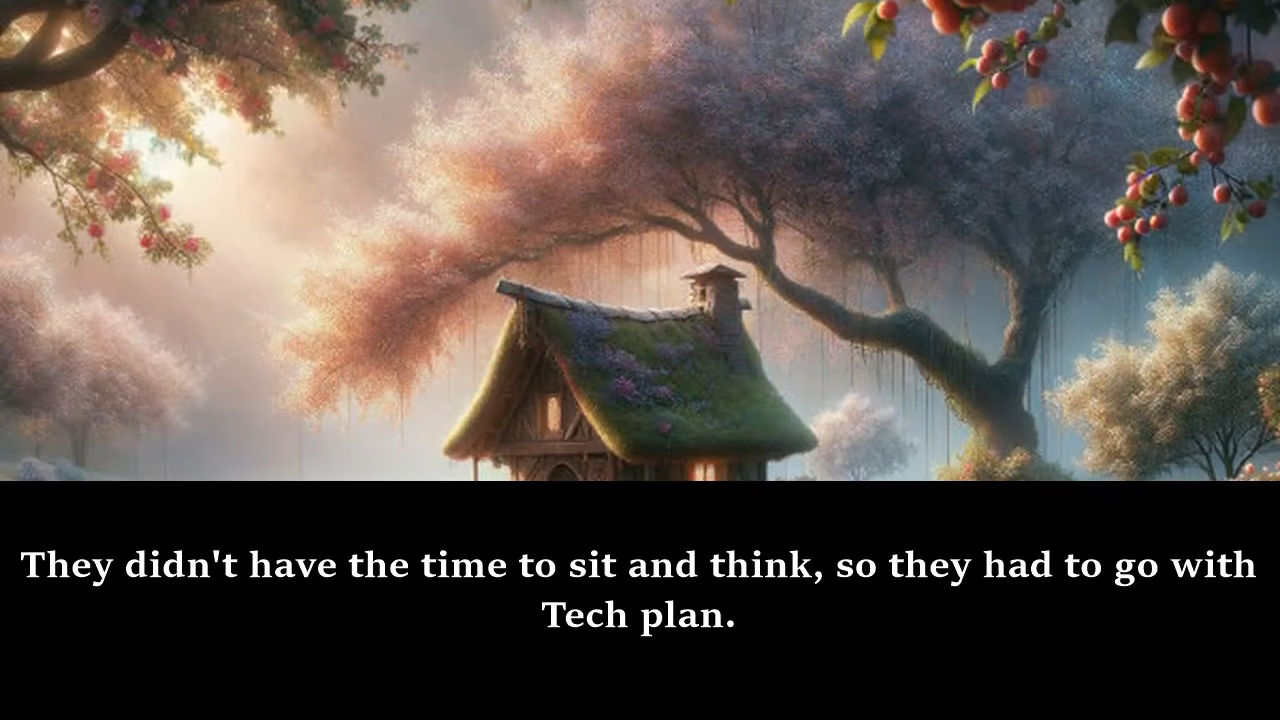 They didn't have the time to sit and think, so they had to go with
Tech plan.